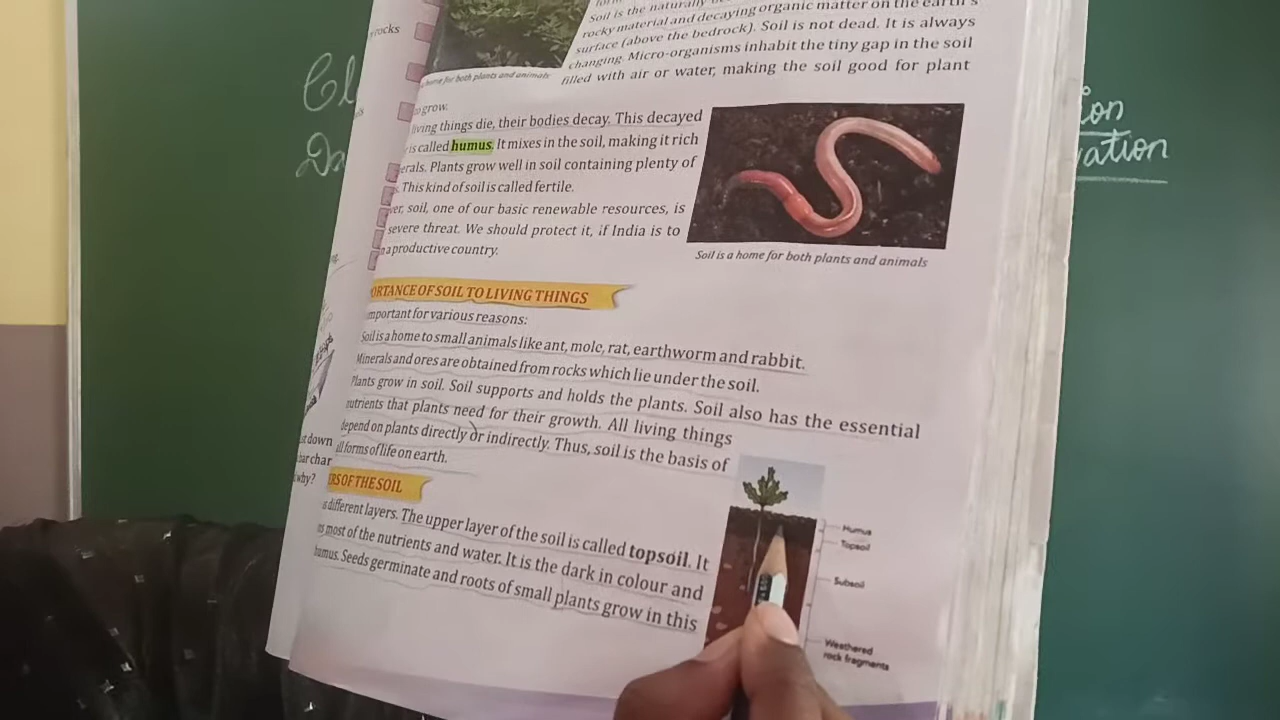 Soil is the naturally
rocky material and decaying organic matter on the earth's
surface (above the bedrock). Soil is not dead. It is always
changing. Micro-organisms inhabit the tiny gap in the soil
filled with air or water, making the soil good for plant
rocks
home for both plants and animals
to grow.
living things die, their bodies decay. This decayed
is called humus. It mixes in the soil, making it rich
erals. Plants grow well in soil containing plenty of
. This kind of soil is called fertile.
er, soil, one of our basic renewable resources, is
severe threat. We should protect it, if India is to
a productive country.
Soil is a home for both plants and animals
ORTANCE OF SOIL TO LIVING THINGS
mportant for various reasons:
Soil is a home to small animals like ant, mole, rat, earthworm and rabbit.
Minerals and ores are obtained from rocks which lie under the soil.
Plants grow in soil. Soil supports and holds the plants. Soil also has the essential
nutrients that plants need for their growth. All living things
depend on plants directly or indirectly. Thus, soil is the basis of
all forms of life on earth.
ERS OF THE SOIL
s different layers. The upper layer of the soil is called topsoil. It
ns most of the nutrients and water. It is the dark in colour and
humus. Seeds germinate and roots of small plants grow in this
Humus
Topsoil
Subsoil
Weathered
rock fragments
st down
bar char
why?
Cl
Da
ion
vation